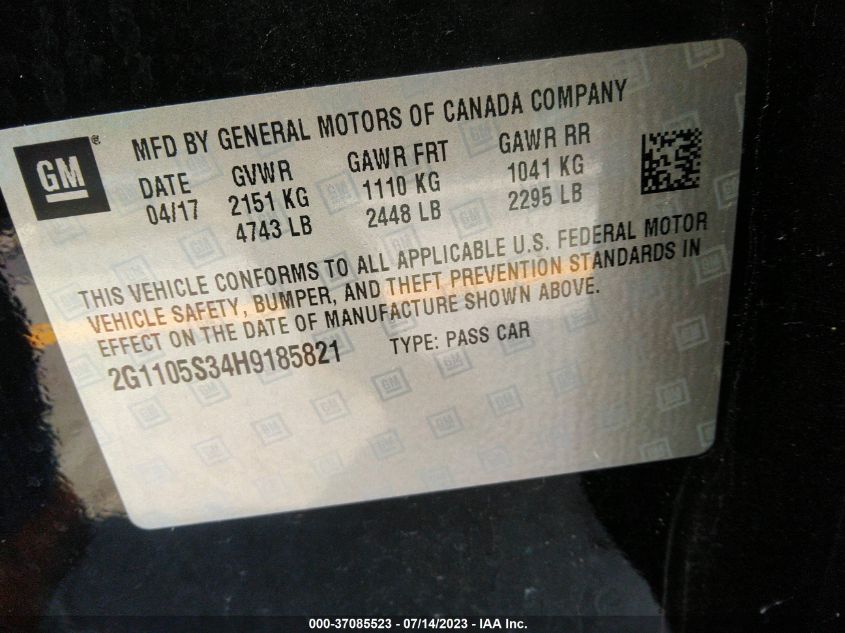 GM ®
MFD BY GENERAL MOTORS OF CANADA COMPANY
DATE GVWR GAWR FRT GAWR RR
04/17 2151 KG 1110 KG 1041 KG
4743 LB 2448 LB 2295 LB
THIS VEHICLE CONFORMS TO ALL APPLICABLE U.S. FEDERAL MOTOR
VEHICLE SAFETY, BUMPER, AND THEFT PREVENTION STANDARDS IN
EFFECT ON THE DATE OF MANUFACTURE SHOWN ABOVE.
2G1105S34H9185821 TYPE: PASS CAR
000-37085523 - 07/14/2023 - IAA Inc.